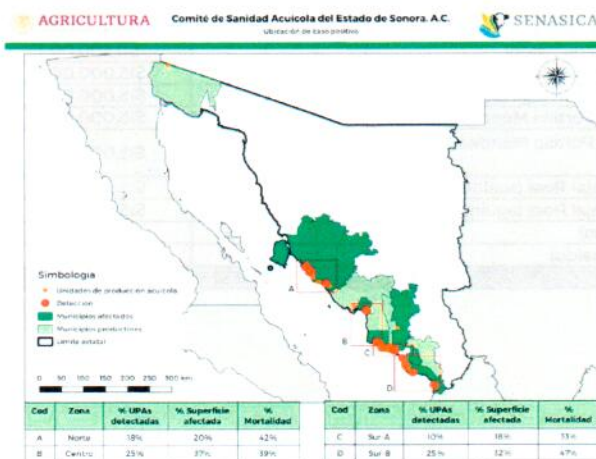 AGRICULTURA
Comité de Sanidad Acuícola del Estado de Sonora, A.C.
SENASICA
Ubicación de caso positivo
A
B
C
D
Simbología
Unidades de producción acuícola
Detección
Municipios afectados
Municipios productores
Límite estatal
0 50 100 150 200 250 300 km
Cod Zona % UPAs detectadas % Superficie afectada % Mortalidad
A Norte 18% 20% 42%
B Centro 25% 37% 39%
Cod Zona % UPAs detectadas % Superficie afectada % Mortalidad
C Sur A 10% 18% 33%
D Sur B 25% 32% 47%